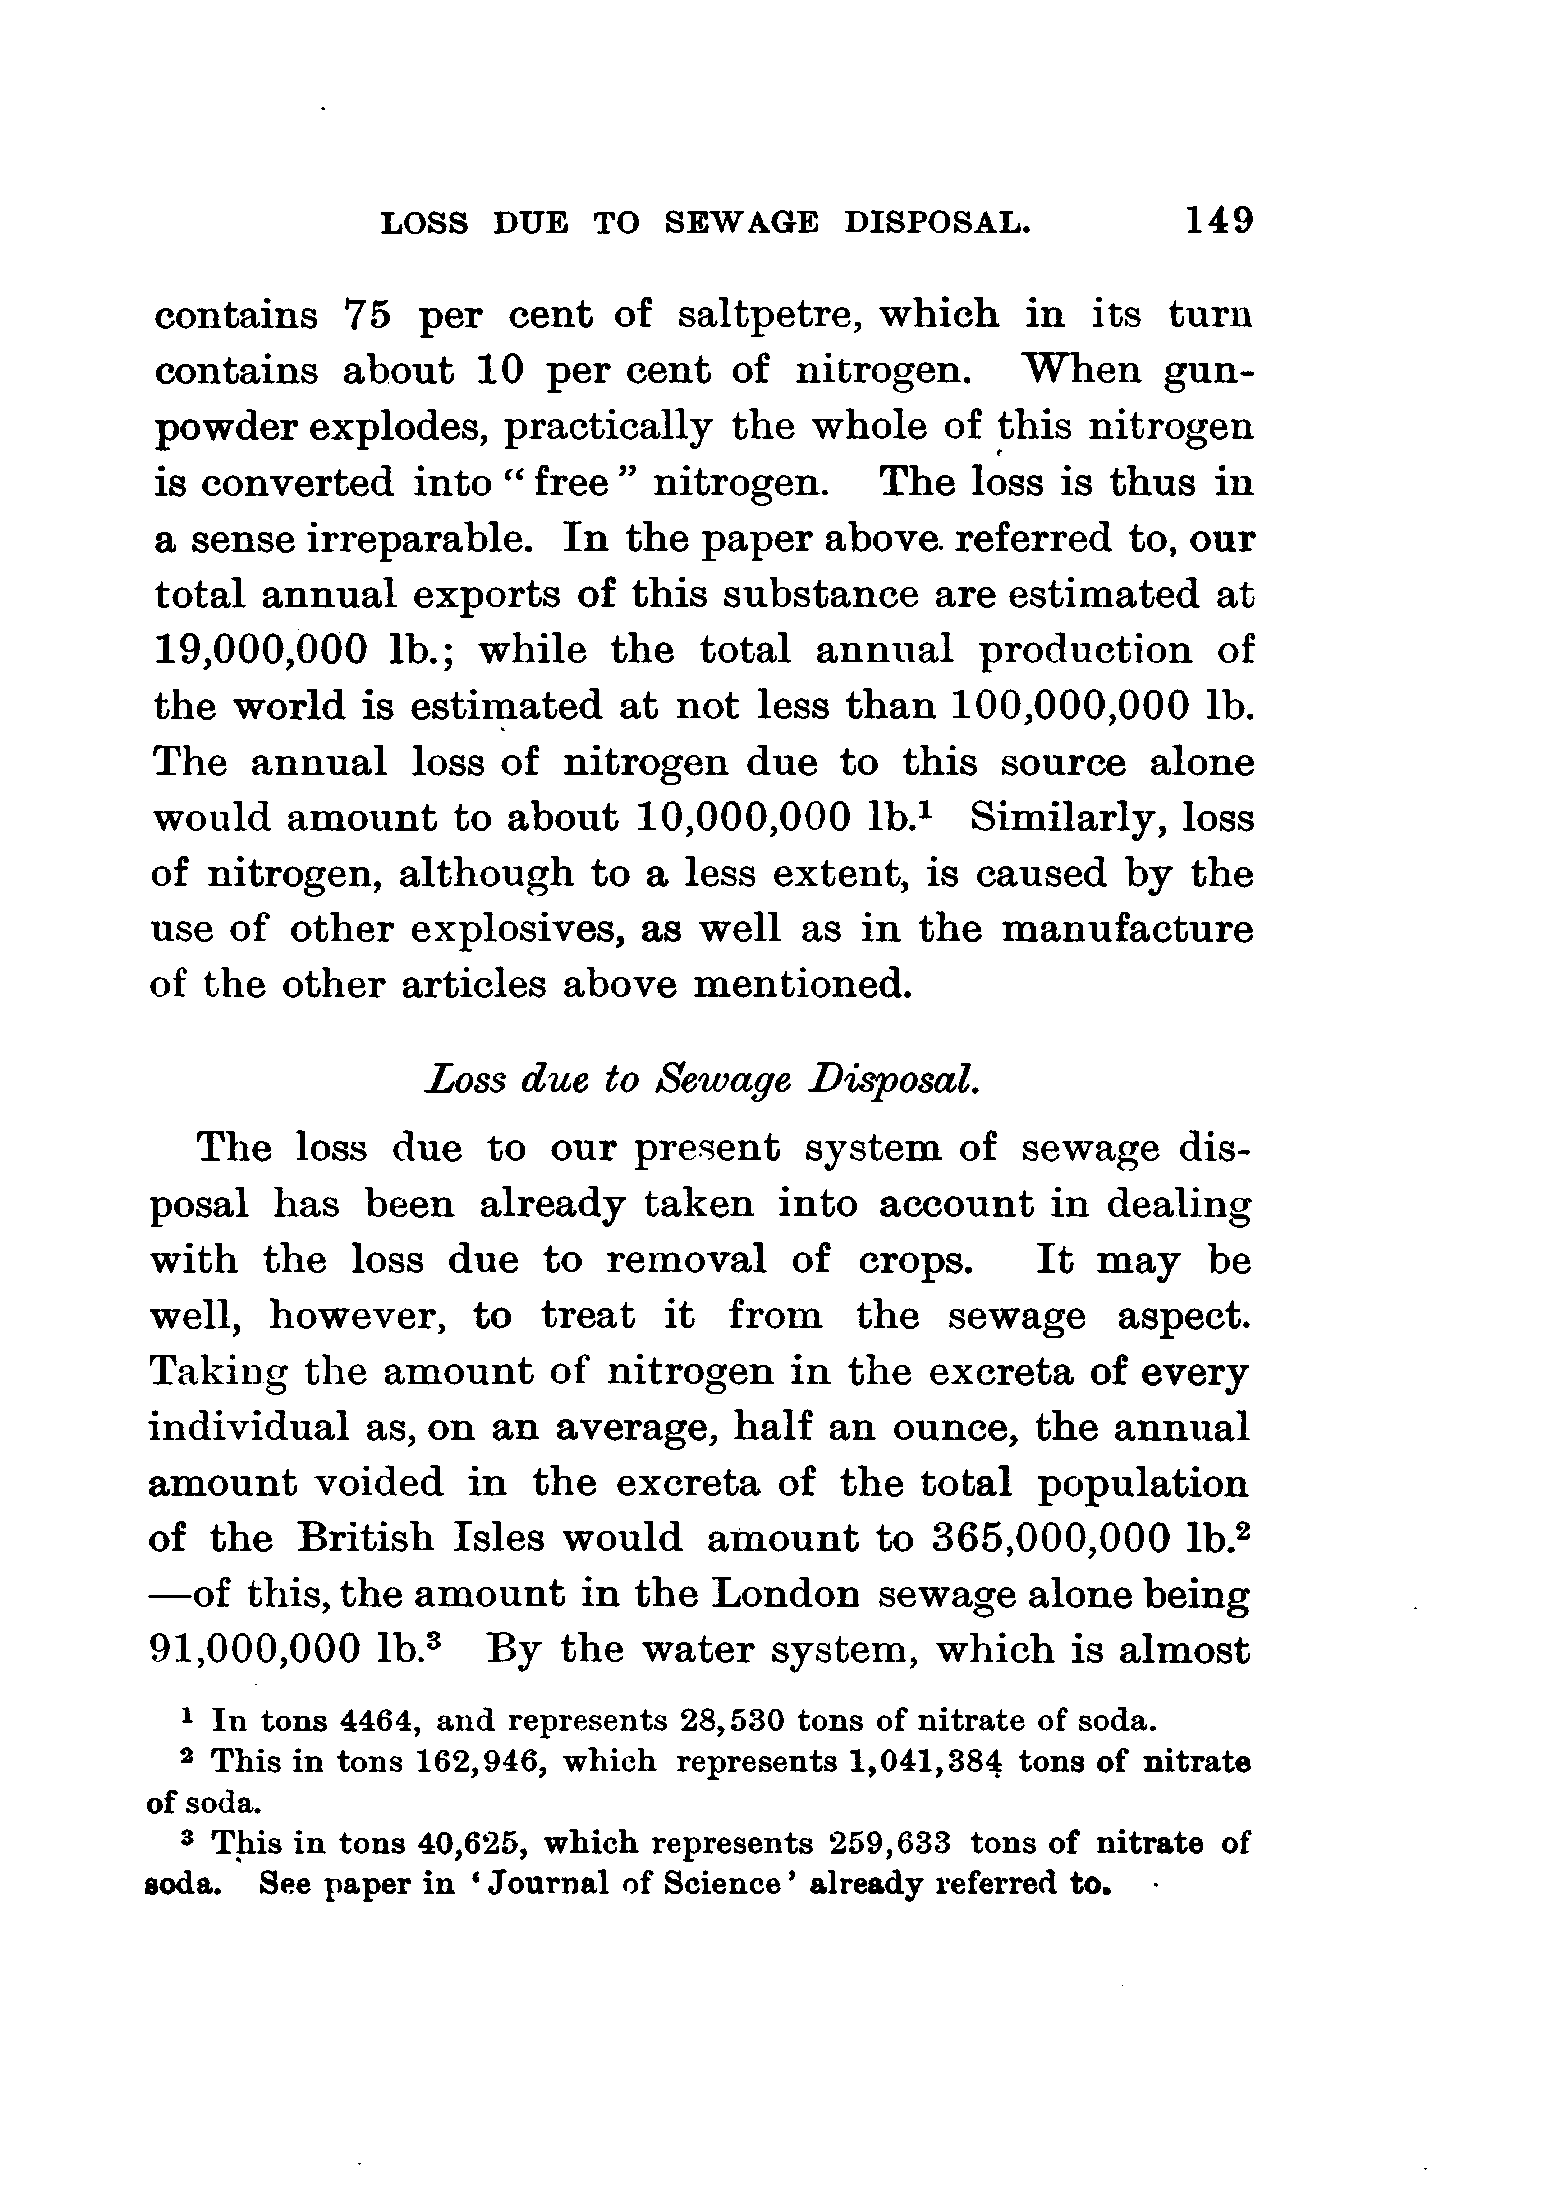 LOSS DUE TO SEWAGE DISPOSAL. 149
contains 75 per cent of saltpetre, which in its turn
contains about 10 per cent of nitrogen. When gun-
powder explodes, practically the whole of this nitrogen
is converted into “ free ” nitrogen. The loss is thus in
a sense irreparable. In the paper above referred to, our
total annual exports of this substance are estimated at
19,000,000 lb.; while the total annual production of
the world is estimated at not less than 100,000,000 lb.
The annual loss of nitrogen due to this source alone
would amount to about 10,000,000 lb.¹ Similarly, loss
of nitrogen, although to a less extent, is caused by the
use of other explosives, as well as in the manufacture
of the other articles above mentioned.
Loss due to Sewage Disposal.
The loss due to our present system of sewage dis-
posal has been already taken into account in dealing
with the loss due to removal of crops. It may be
well, however, to treat it from the sewage aspect.
Taking the amount of nitrogen in the excreta of every
individual as, on an average, half an ounce, the annual
amount voided in the excreta of the total population
of the British Isles would amount to 365,000,000 lb.²
—of this, the amount in the London sewage alone being
91,000,000 lb.³ By the water system, which is almost
¹ In tons 4464, and represents 28,530 tons of nitrate of soda.
² This in tons 162,946, which represents 1,041,384 tons of nitrate
of soda.
³ This in tons 40,625, which represents 259,633 tons of nitrate of
soda. See paper in ‘ Journal of Science ’ already referred to.